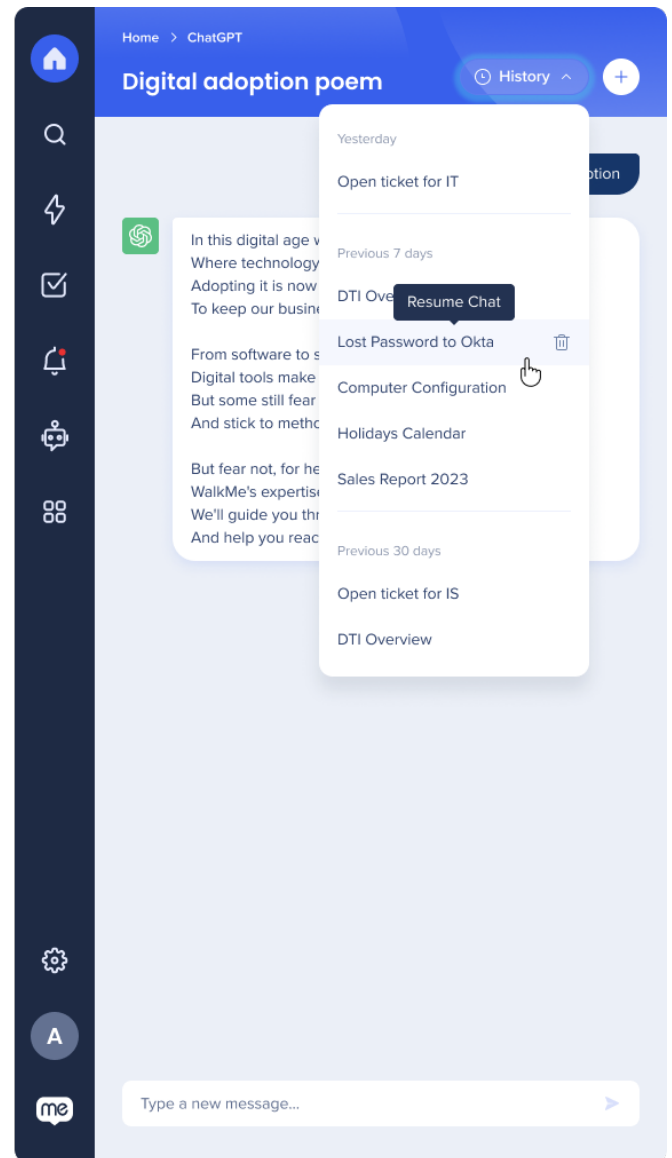 Home > ChatGPT
Digital adoption poem
History
Yesterday
Open ticket for IT
Previous 7 days
DTI Ove
Resume Chat
Lost Password to Okta
Computer Configuration
Holidays Calendar
Sales Report 2023
Previous 30 days
Open ticket for IS
DTI Overview
In this digital age
Where technology
Adopting it is now
To keep our busine
From software to s
Digital tools make
But some still fear
And stick to metho
But fear not, for he
WalkMe's expertise
We'll guide you thr
And help you reac
A
me
Type a new message...